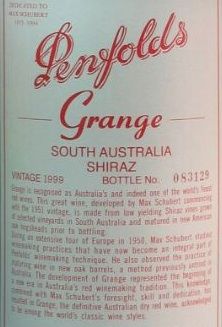 DEDICATED TO
MAX SCHUBERT
1915-1994
Penfolds
Grange
SOUTH AUSTRALIA
SHIRAZ
VINTAGE 1999 BOTTLE No. 083129
Grange is recognised as Australia's and indeed one of the world's finest
red wines. This great wine, developed by Max Schubert commencing
with the 1951 vintage, is made from low yielding Shiraz vines grown
at selected vineyards in South Australia and matured in new American
oak hogsheads prior to bottling.
During an extensive tour of Europe in 1950, Max Schubert studied
winemaking practices that have now become an integral part of
Penfolds winemaking technique. He also observed the practice of
maturing wine in new oak barrels, a method previously untried in
Australia. The development of Grange represented the beginning of
a new era in Australia's red winemaking tradition. This knowledge,
combined with Max Schubert's foresight, skill and dedication, has
resulted in Grange, the definitive Australian dry red wine, acknowledged
to be among the world's classic wine styles.